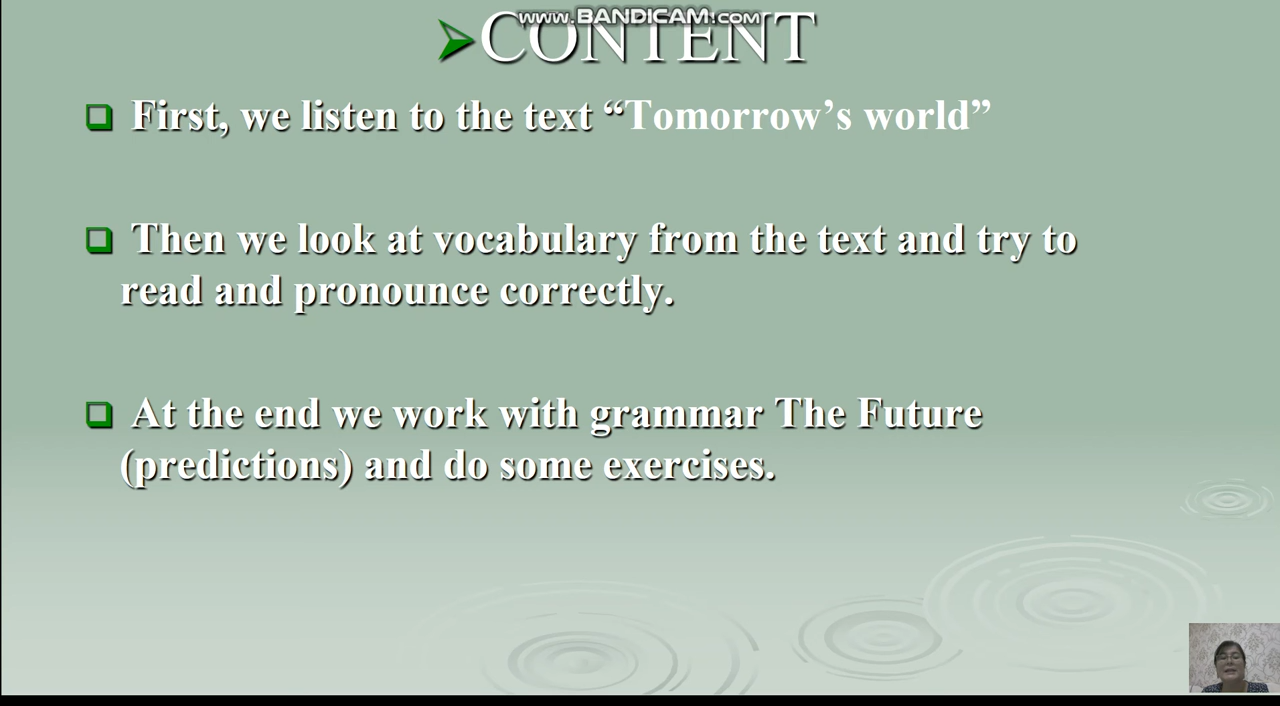 www.BANDICAM.com
CONTENT
First, we listen to the text “Tomorrow’s world”
Then we look at vocabulary from the text and try to
read and pronounce correctly.
At the end we work with grammar The Future
(predictions) and do some exercises.